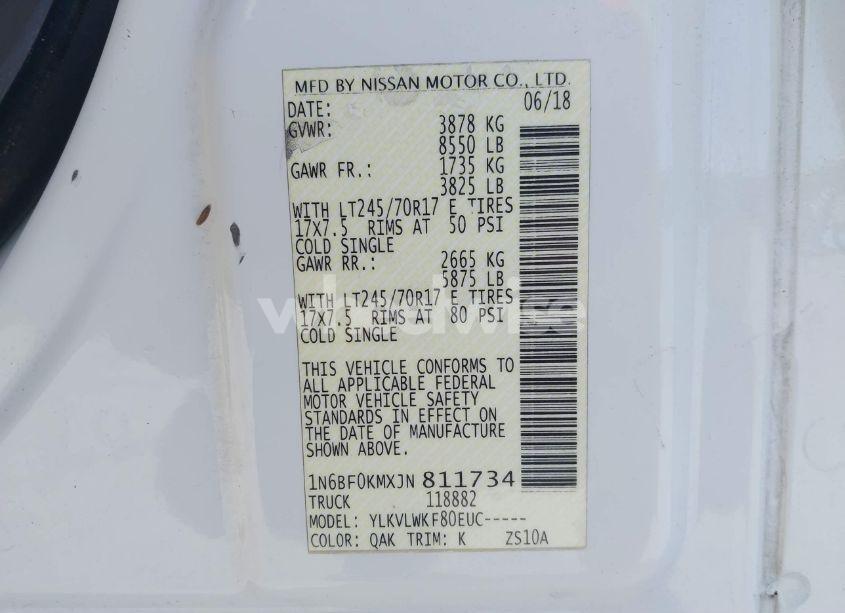 MFD BY NISSAN MOTOR CO., LTD.
DATE: 06/18
GVWR: 3878 KG
8550 LB
GAWR FR.: 1735 KG
3825 LB
WITH LT245/70R17 E TIRES
17X7.5 RIMS AT 50 PSI
COLD SINGLE
GAWR RR.: 2665 KG
5875 LB
WITH LT245/70R17 E TIRES
17X7.5 RIMS AT 80 PSI
COLD SINGLE
wheelwise
THIS VEHICLE CONFORMS TO
ALL APPLICABLE FEDERAL
MOTOR VEHICLE SAFETY
STANDARDS IN EFFECT ON
THE DATE OF MANUFACTURE
SHOWN ABOVE.
1N6BF0KMXJN 811734
TRUCK 118882
MODEL: YLKVLWKF80EUC-----
COLOR: QAK TRIM: K ZS10A